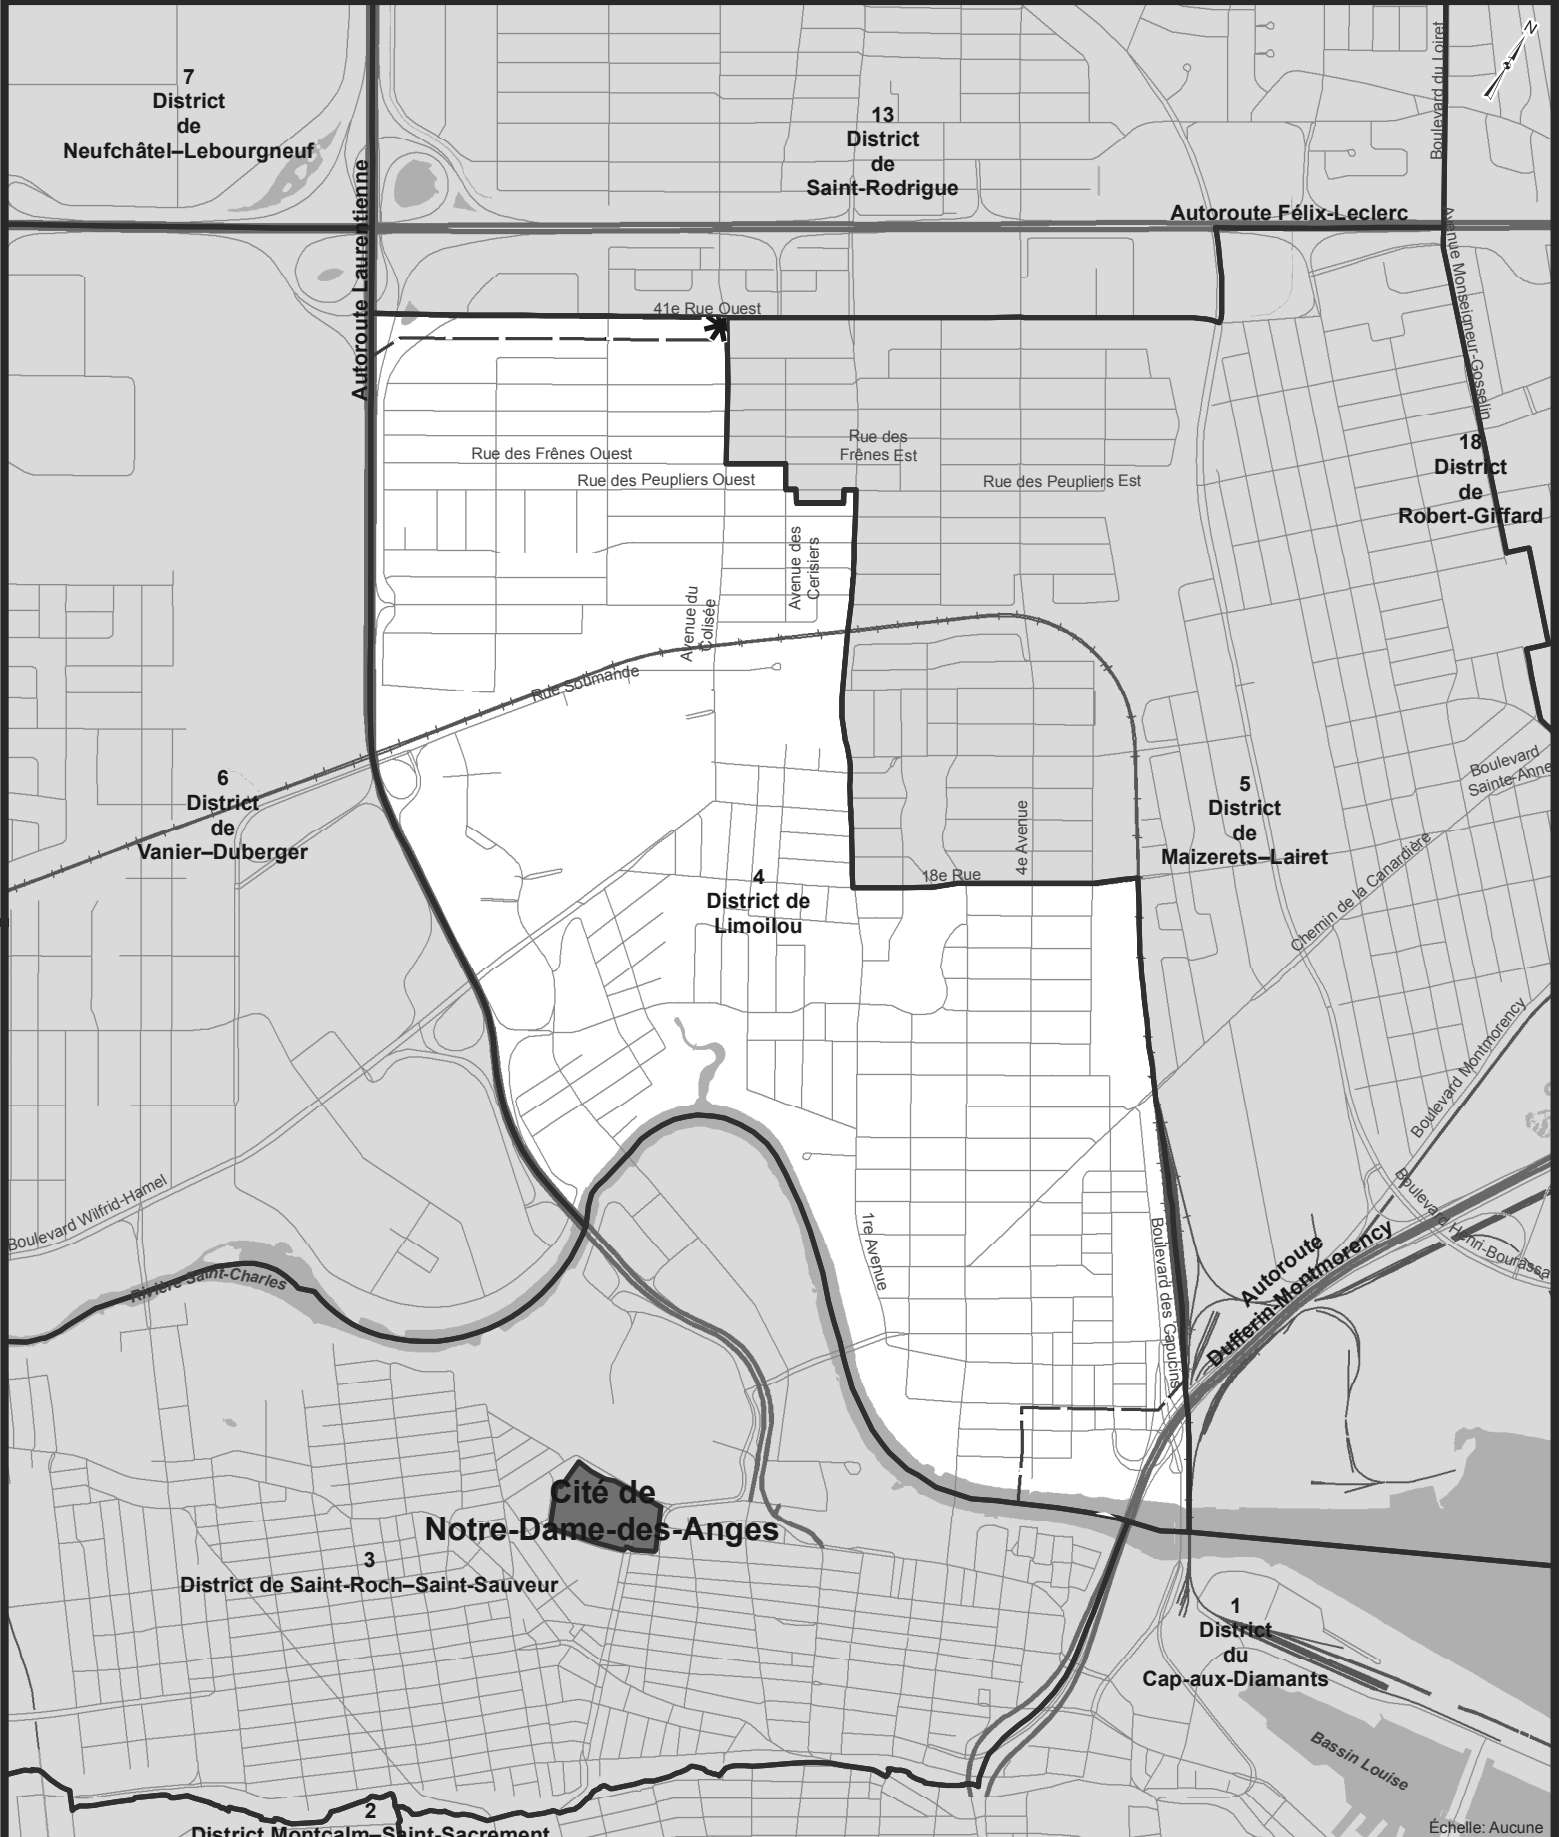 N
Boulevard du Loiret
7
District
de
Neufchâtel–Lebourgneuf
13
District
de
Saint-Rodrigue
Autoroute Laurentienne
Autoroute Félix-Leclerc
Avenue Monseigneur-Gosselin
41e Rue Ouest
Rue des Frênes Ouest
Rue des
Frênes Est
18
District
de
Robert-Giffard
Rue des Peupliers Ouest
Rue des Peupliers Est
Avenue des
Cerisiers
Avenue du
Colisée
Rue Soumande
6
District
de
Vanier–Duberger
5
District
de
Maizerets–Lairet
Boulevard
Sainte-Anne
4e Avenue
18e Rue
4
District de
Limoilou
Chemin de la Canardière
Boulevard Montmorency
Boulevard Wilfrid-Hamel
Rivière Saint-Charles
1re Avenue
Boulevard des Capucins
Autoroute
Dufferin-Montmorency
Boulevard Henri-Bourassa
Cité de
Notre-Dame-des-Anges
3
District de Saint-Roch–Saint-Sauveur
1
District
du
Cap-aux-Diamants
Bassin Louise
2
District Montcalm–Saint-Sacrement
Échelle: Aucune